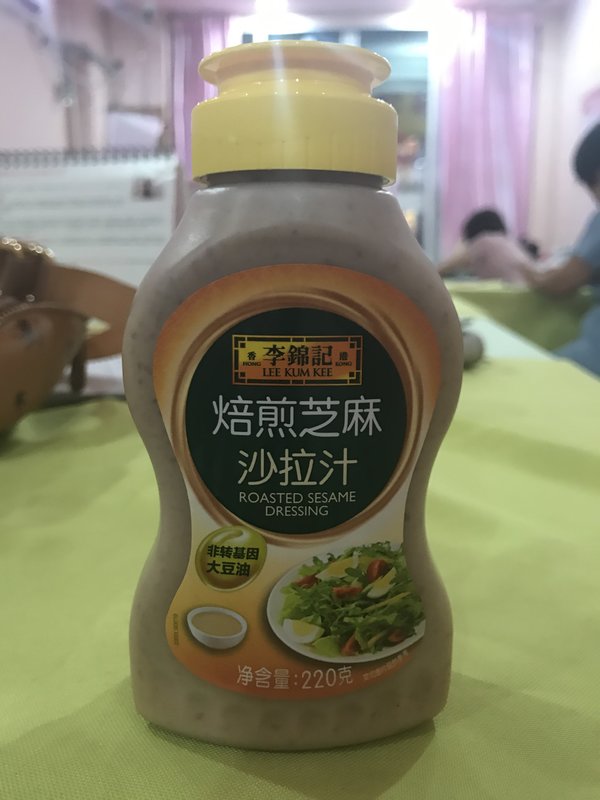 香港 李錦記
HONG KONG
LEE KUM KEE
焙煎芝麻
沙拉汁
ROASTED SESAME
DRESSING
非转基因
大豆油
净含量:220克